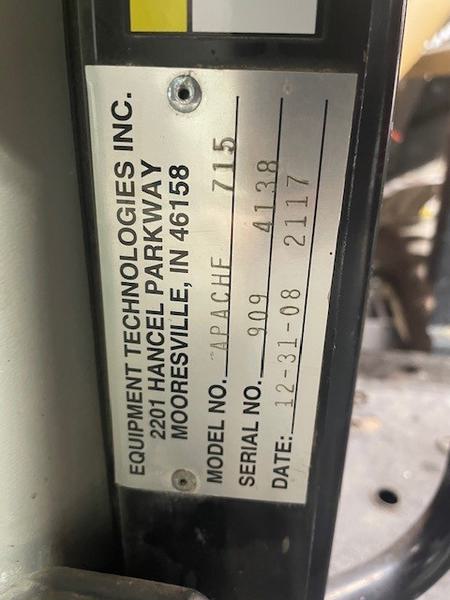 EQUIPMENT TECHNOLOGIES INC.
2201 HANCEL PARKWAY
MOORESVILLE, IN 46158
MODEL NO. APACHE 715
SERIAL NO. 909 4138
DATE: 12-31-08 2117